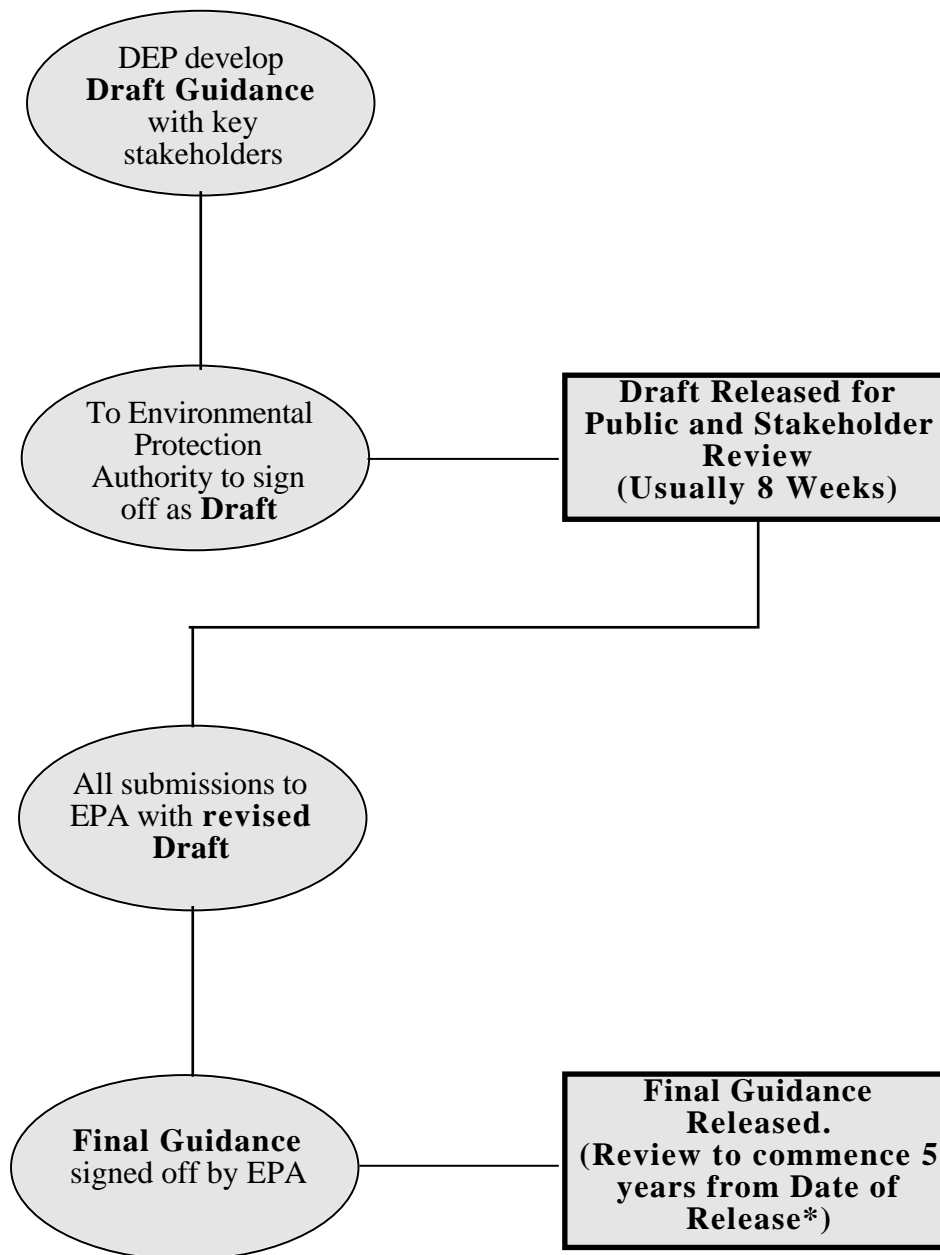 DEP develop
Draft Guidance
with key
stakeholders
To Environmental
Protection
Authority to sign
off as Draft
Draft Released for
Public and Stakeholder
Review
(Usually 8 Weeks)
All submissions to
EPA with revised
Draft
Final Guidance
signed off by EPA
Final Guidance
Released.
(Review to commence 5
years from Date of
Release*)